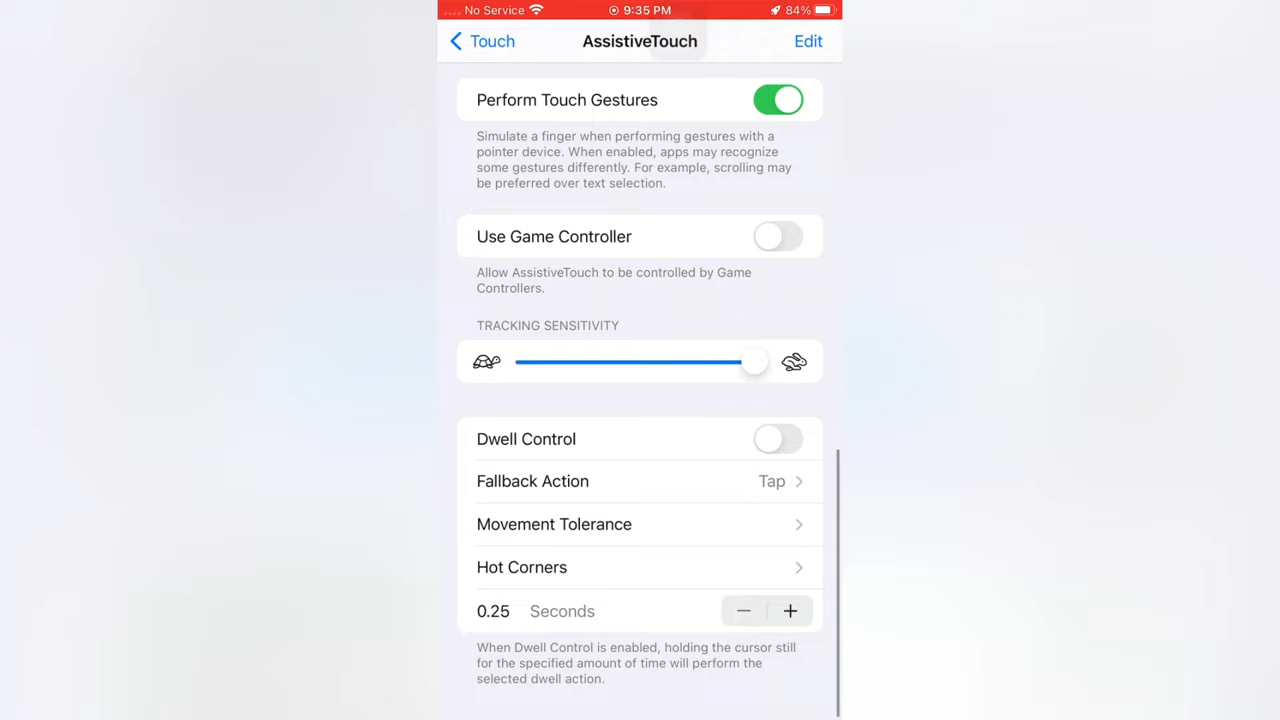 No Service 9:35 PM 84%
Touch AssistiveTouch Edit
Perform Touch Gestures
Simulate a finger when performing gestures with a
pointer device. When enabled, apps may recognize
some gestures differently. For example, scrolling may
be preferred over text selection.
Use Game Controller
Allow AssistiveTouch to be controlled by Game
Controllers.
TRACKING SENSITIVITY
Dwell Control
Fallback Action Tap
Movement Tolerance
Hot Corners
0.25 Seconds − +
When Dwell Control is enabled, holding the cursor still
for the specified amount of time will perform the
selected dwell action.